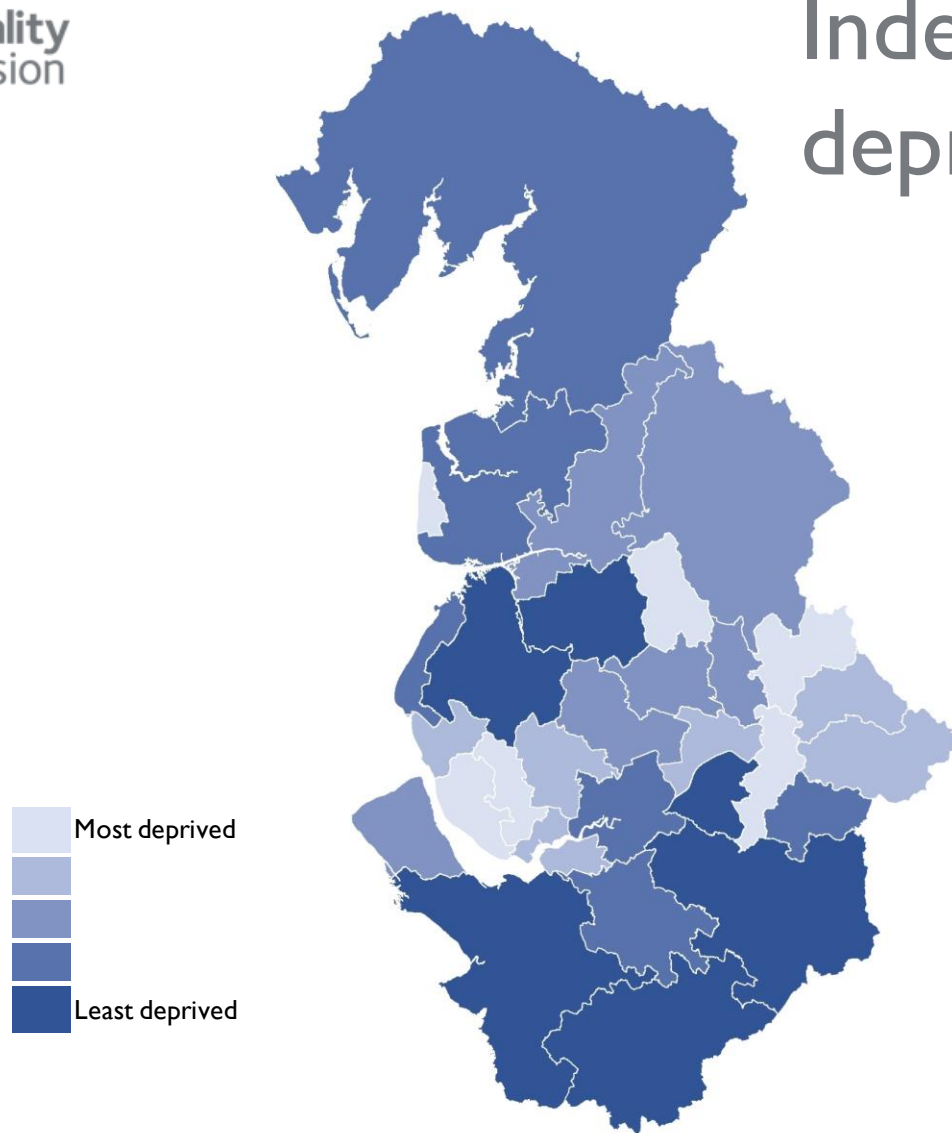 ality
sion
Inde
depr
Most deprived
Least deprived